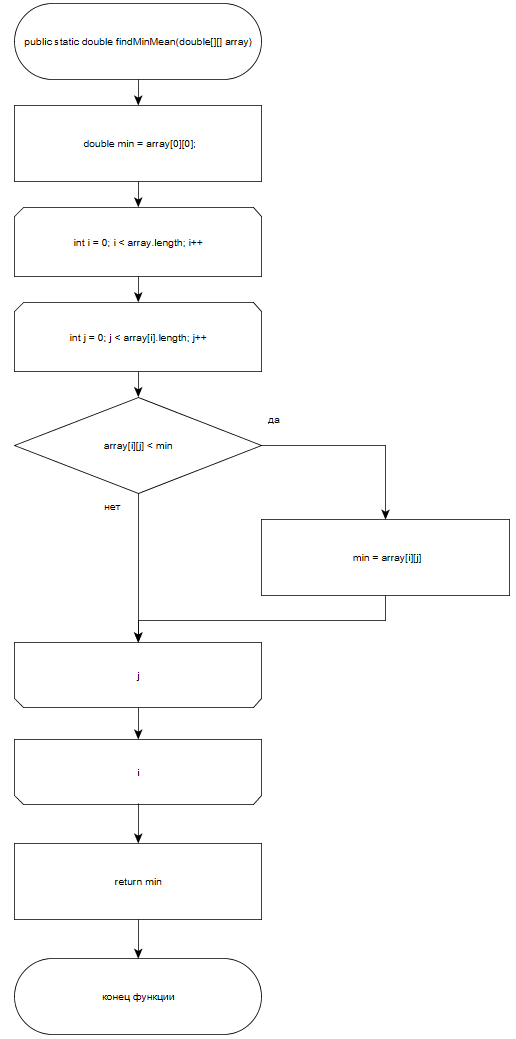 public static double findMinMean(double[][] array)
double min = array[0][0];
int i = 0; i < array.length; i++
int j = 0; j < array[i].length; j++
да
array[i][j] < min
нет
min = array[i][j]
j
i
return min
конец функции